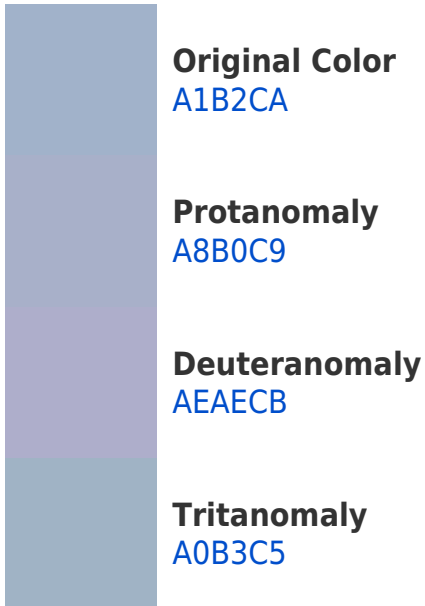 Original Color
A1B2CA
Protanomaly
A8B0C9
Deuteranomaly
AEAECB
Tritanomaly
A0B3C5